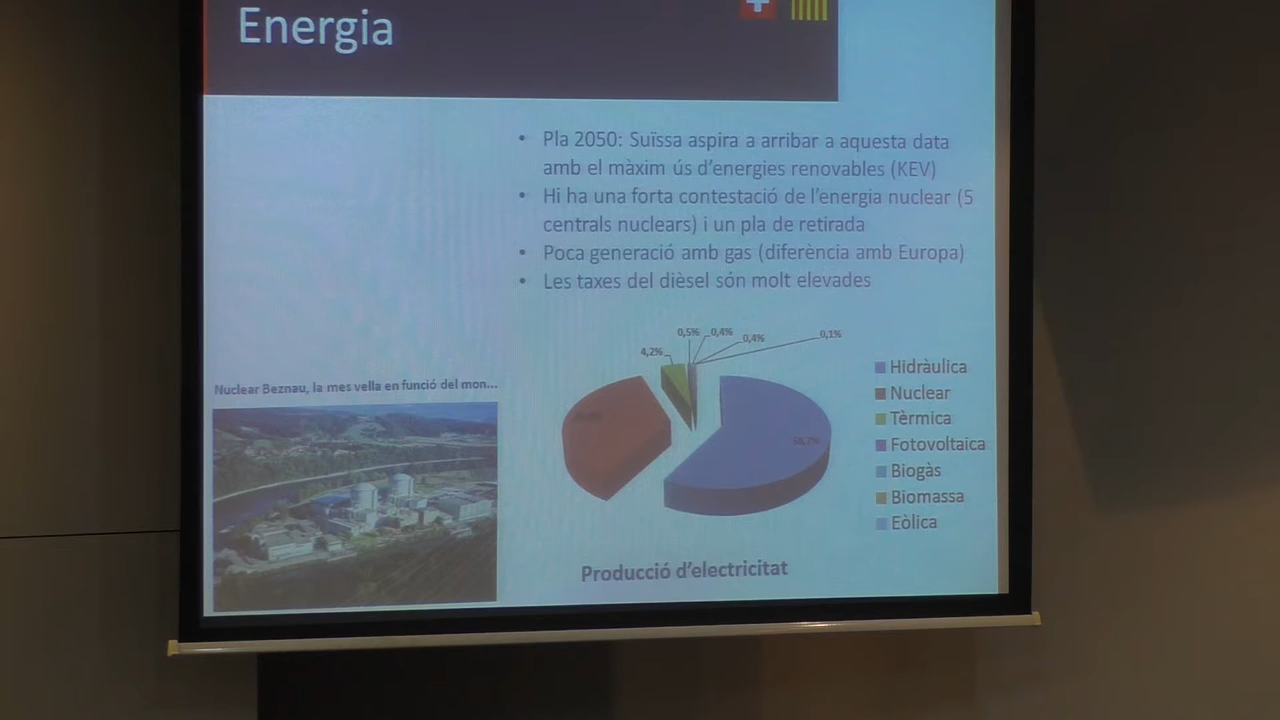 Energia
• Pla 2050: Suïssa aspira a arribar a aquesta data
amb el màxim ús d'energies renovables (KEV)
• Hi ha una forta contestació de l'energia nuclear (5
centrals nuclears) i un pla de retirada
• Poca generació amb gas (diferència amb Europa)
• Les taxes del dièsel són molt elevades
0,5%
0,4%
0,4%
0,1%
4,2%
Hidràulica
Nuclear
Tèrmica
Fotovoltaica
Biogàs
Biomassa
Eòlica
Nuclear Beznau, la mes vella en funció del mon...
Producció d'electricitat